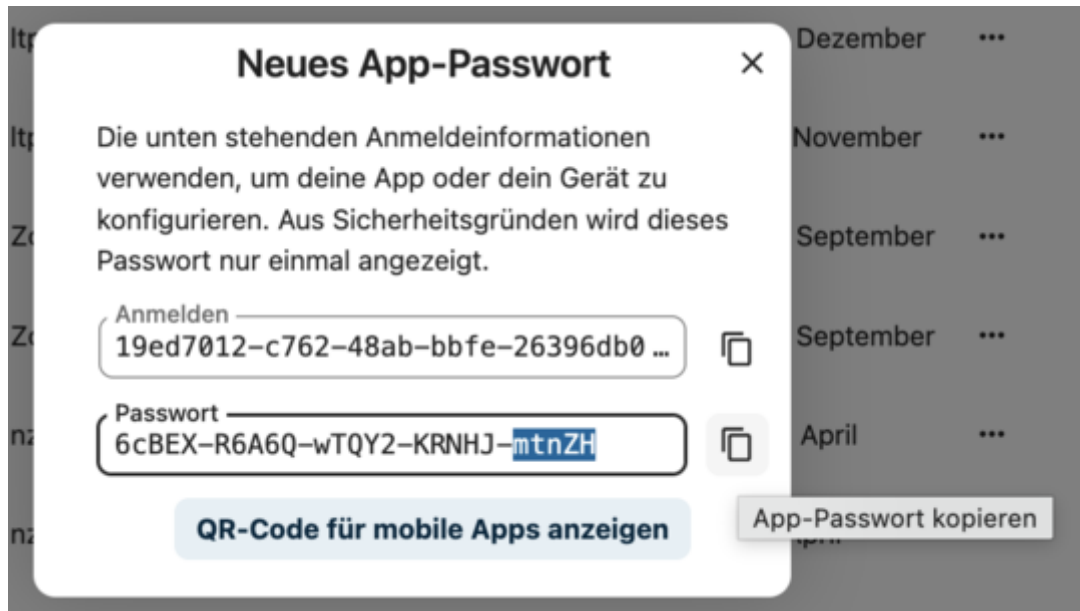 Neues App-Passwort
Dezember
Die unten stehenden Anmeldeinformationen
November
verwenden, um deine App oder dein Gerät zu
konfigurieren. Aus Sicherheitsgründen wird dieses
September
Passwort nur einmal angezeigt.
Anmelden
19ed7012-c762-48ab-bbfe-26396db0 …
September
Passwort
6cBEX-R6A6Q-wTQY2-KRNHJ-mtnZH
April
QR-Code für mobile Apps anzeigen
App-Passwort kopieren